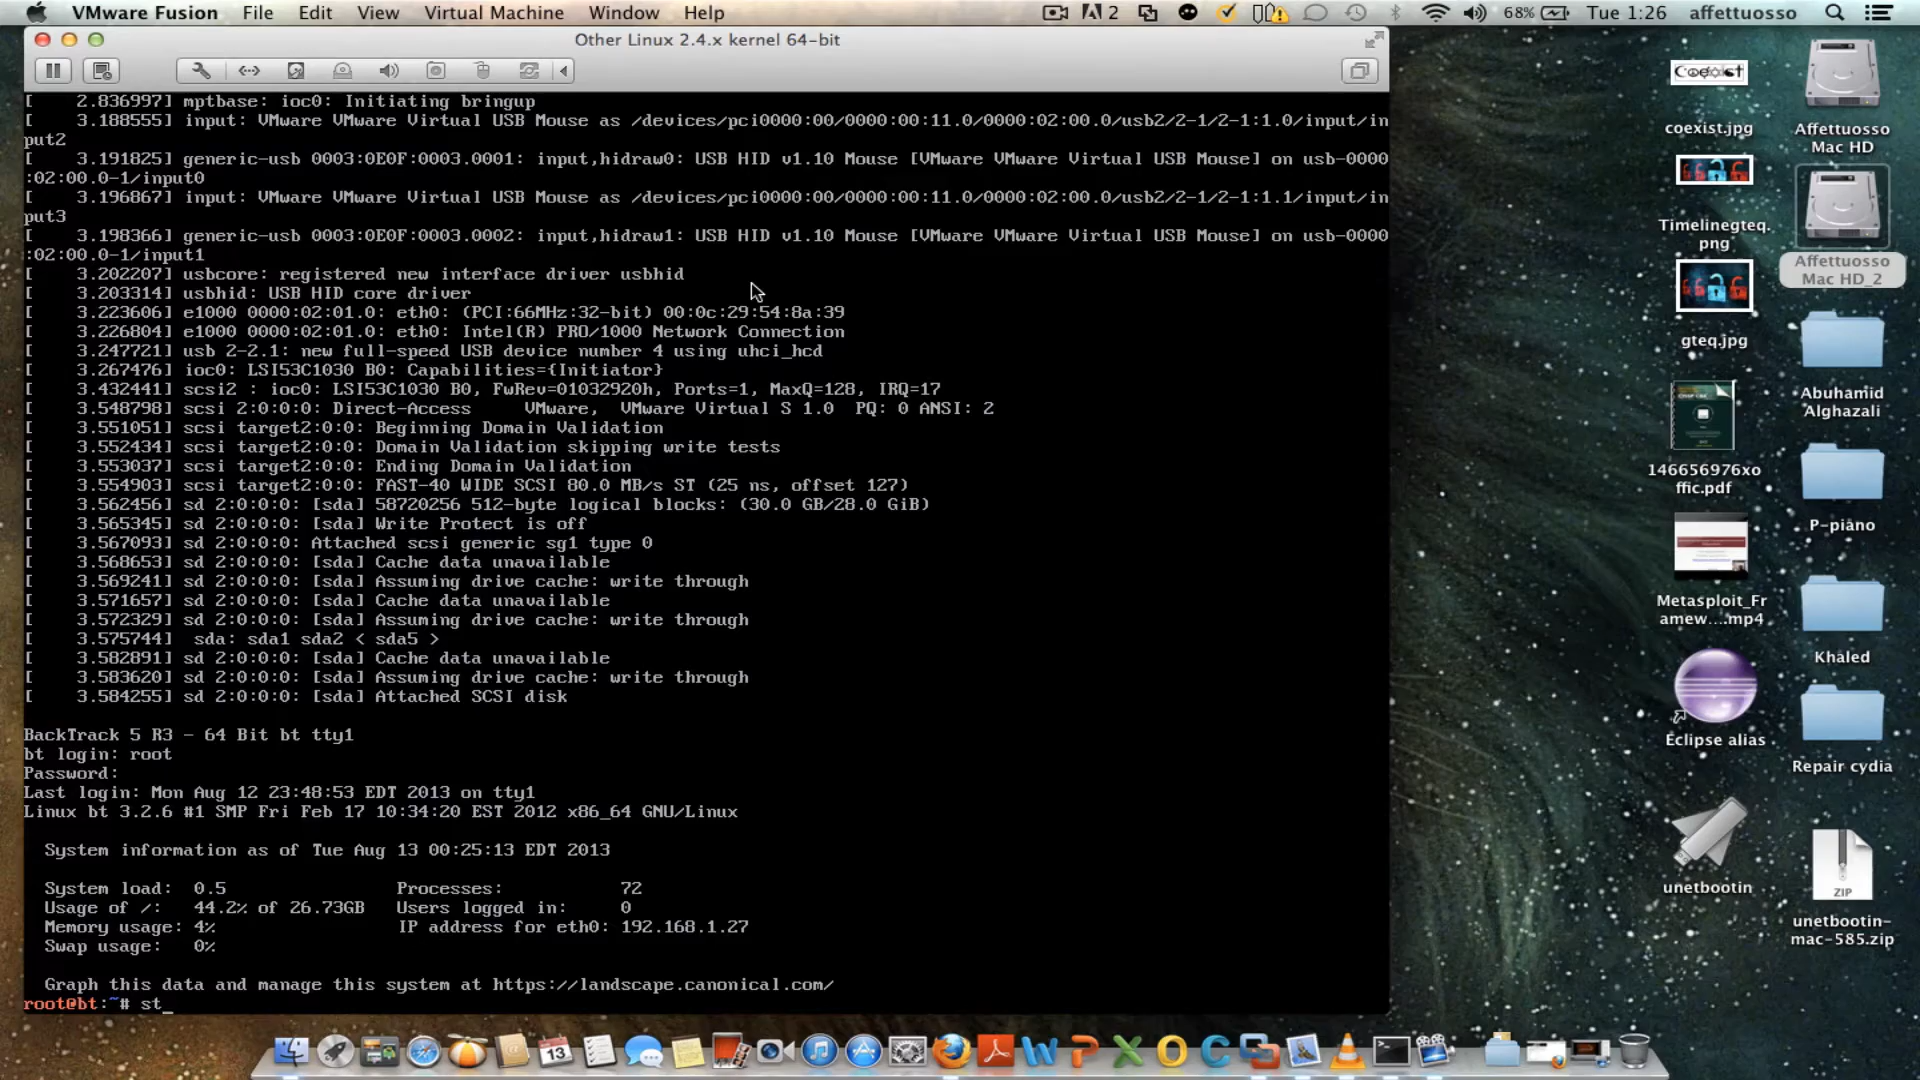 VMware Fusion File Edit View Virtual Machine Window Help
2 68% Tue 1:26 affettuosso
Other Linux 2.4.x kernel 64-bit
[    2.836997] mptbase: ioc0: Initiating bringup
[    3.188555] input: VMware VMware Virtual USB Mouse as /devices/pci0000:00/0000:00:11.0/0000:02:00.0/usb2/2-1/2-1:1.0/input/in
put2
[    3.191825] generic-usb 0003:0E0F:0003.0001: input,hidraw0: USB HID v1.10 Mouse [VMware VMware Virtual USB Mouse] on usb-0000
:02:00.0-1/input0
[    3.196867] input: VMware VMware Virtual USB Mouse as /devices/pci0000:00/0000:00:11.0/0000:02:00.0/usb2/2-1/2-1:1.1/input/in
put3
[    3.198366] generic-usb 0003:0E0F:0003.0002: input,hidraw1: USB HID v1.10 Mouse [VMware VMware Virtual USB Mouse] on usb-0000
:02:00.0-1/input1
[    3.202207] usbcore: registered new interface driver usbhid
[    3.203314] usbhid: USB HID core driver
[    3.223606] e1000 0000:02:01.0: eth0: (PCI:66MHz:32-bit) 00:0c:29:54:8a:39
[    3.226804] e1000 0000:02:01.0: eth0: Intel(R) PRO/1000 Network Connection
[    3.247721] usb 2-2.1: new full-speed USB device number 4 using uhci_hcd
[    3.267476] ioc0: LSI53C1030 B0: Capabilities={Initiator}
[    3.432441] scsi2 : ioc0: LSI53C1030 B0, FwRev=01032920h, Ports=1, MaxQ=128, IRQ=17
[    3.548798] scsi 2:0:0:0: Direct-Access     VMware,  VMware Virtual S 1.0  PQ: 0 ANSI: 2
[    3.551051] scsi target2:0:0: Beginning Domain Validation
[    3.552434] scsi target2:0:0: Domain Validation skipping write tests
[    3.553037] scsi target2:0:0: Ending Domain Validation
[    3.554903] scsi target2:0:0: FAST-40 WIDE SCSI 80.0 MB/s ST (25 ns, offset 127)
[    3.562456] sd 2:0:0:0: [sda] 58720256 512-byte logical blocks: (30.0 GB/28.0 GiB)
[    3.565345] sd 2:0:0:0: [sda] Write Protect is off
[    3.567093] sd 2:0:0:0: Attached scsi generic sg1 type 0
[    3.568653] sd 2:0:0:0: [sda] Cache data unavailable
[    3.569241] sd 2:0:0:0: [sda] Assuming drive cache: write through
[    3.571657] sd 2:0:0:0: [sda] Cache data unavailable
[    3.572329] sd 2:0:0:0: [sda] Assuming drive cache: write through
[    3.575744]  sda: sda1 sda2 < sda5 >
[    3.582891] sd 2:0:0:0: [sda] Cache data unavailable
[    3.583620] sd 2:0:0:0: [sda] Assuming drive cache: write through
[    3.584255] sd 2:0:0:0: [sda] Attached SCSI disk
BackTrack 5 R3 - 64 Bit bt tty1
bt login: root
Password:
Last login: Mon Aug 12 23:48:53 EDT 2013 on tty1
Linux bt 3.2.6 #1 SMP Fri Feb 17 10:34:20 EST 2012 x86_64 GNU/Linux
System information as of Tue Aug 13 00:25:13 EDT 2013
System load:  0.5                Processes:           72
Usage of /:   44.2% of 26.73GB   Users logged in:     0
Memory usage: 4%                 IP address for eth0: 192.168.1.27
Swap usage:   0%
Graph this data and manage this system at https://landscape.canonical.com/
root@bt:~# st_
coexist
coexist.jpg
Timelinegteq.
png
gteq.jpg
146656976xo
ffic.pdf
Metasploit_Fr
amew....mp4
Eclipse alias
unetbootin
Affettuosso
Mac HD
Affettuosso
Mac HD_2
Abuhamid
Alghazali
P-piano
Khaled
Repair cydia
ZIP
unetbootin-
mac-585.zip
13